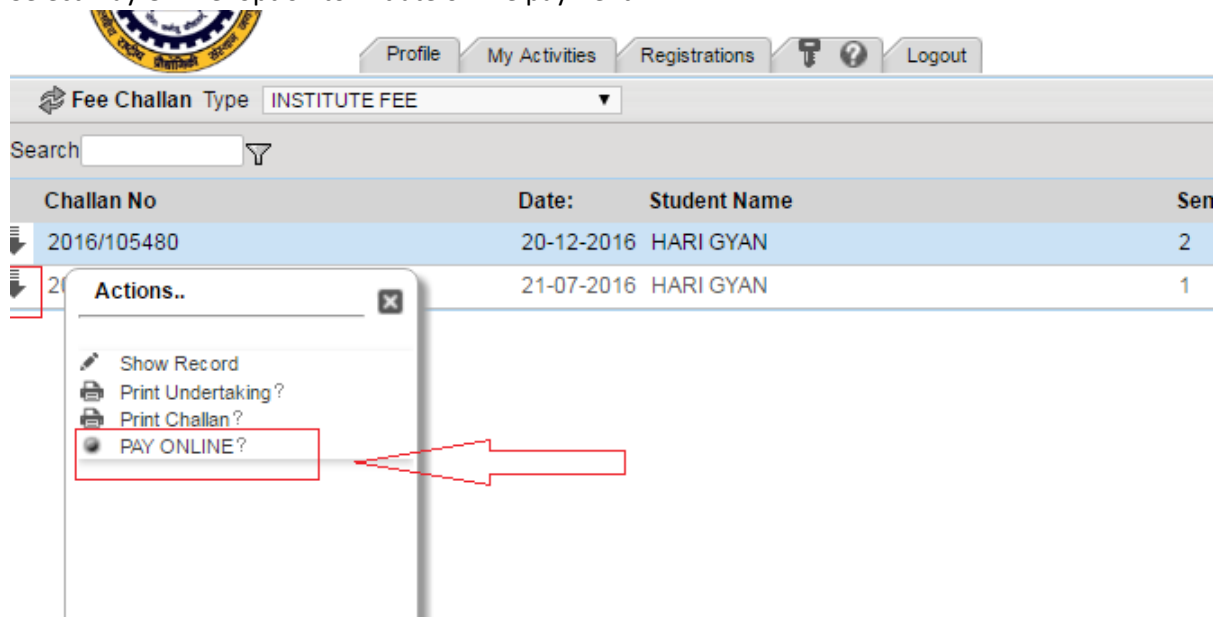 Profile My Activities Registrations Logout
Fee Challan Type INSTITUTE FEE
Search
Challan No Date: Student Name Sem
2016/105480 20-12-2016 HARI GYAN 2
21-07-2016 HARI GYAN 1
Actions..
Show Record
Print Undertaking?
Print Challan?
PAY ONLINE?